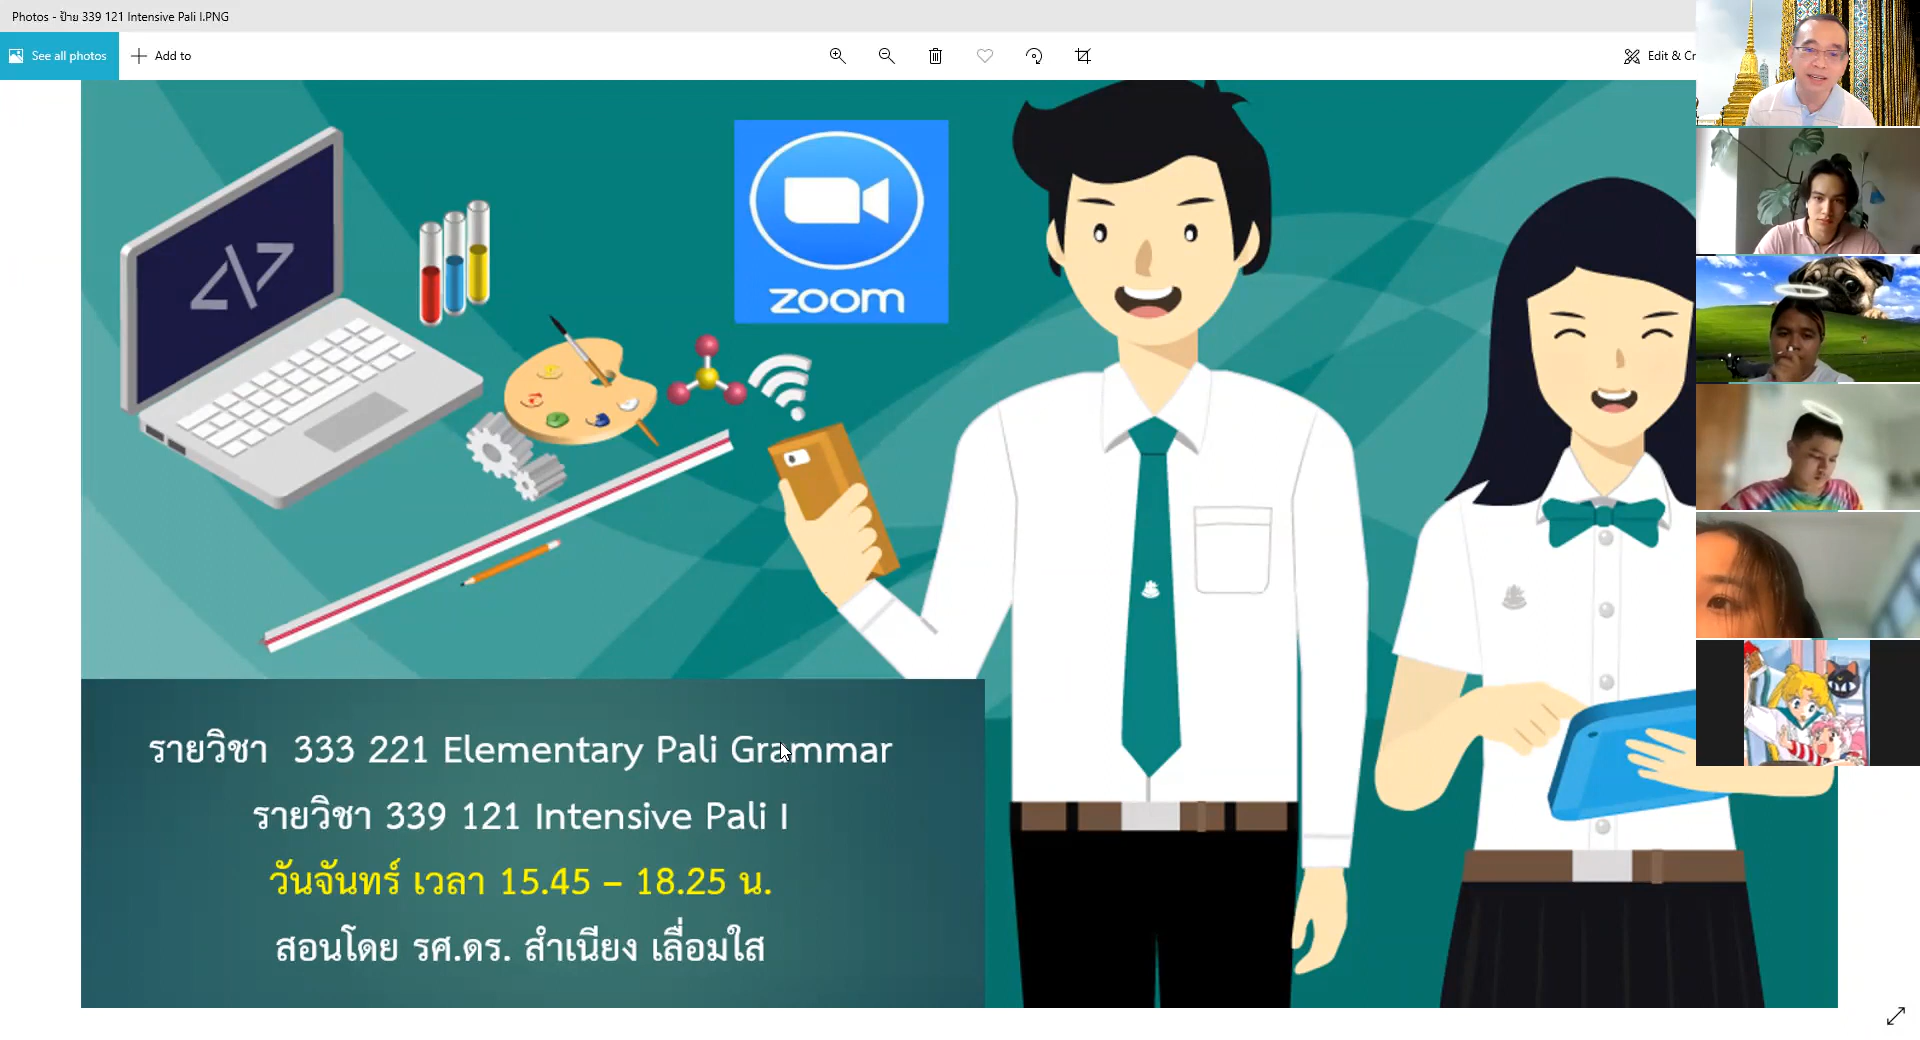 Photos - ป้าย 339 121 Intensive Pali I.PNG
See all photos
Add to
Edit & Cr
zoom
รายวิชา 333 221 Elementary Pali Grammar
รายวิชา 339 121 Intensive Pali I
วันจันทร์ เวลา 15.45 – 18.25 น.
สอนโดย รศ.ดร. สำเนียง เลื่อมใส